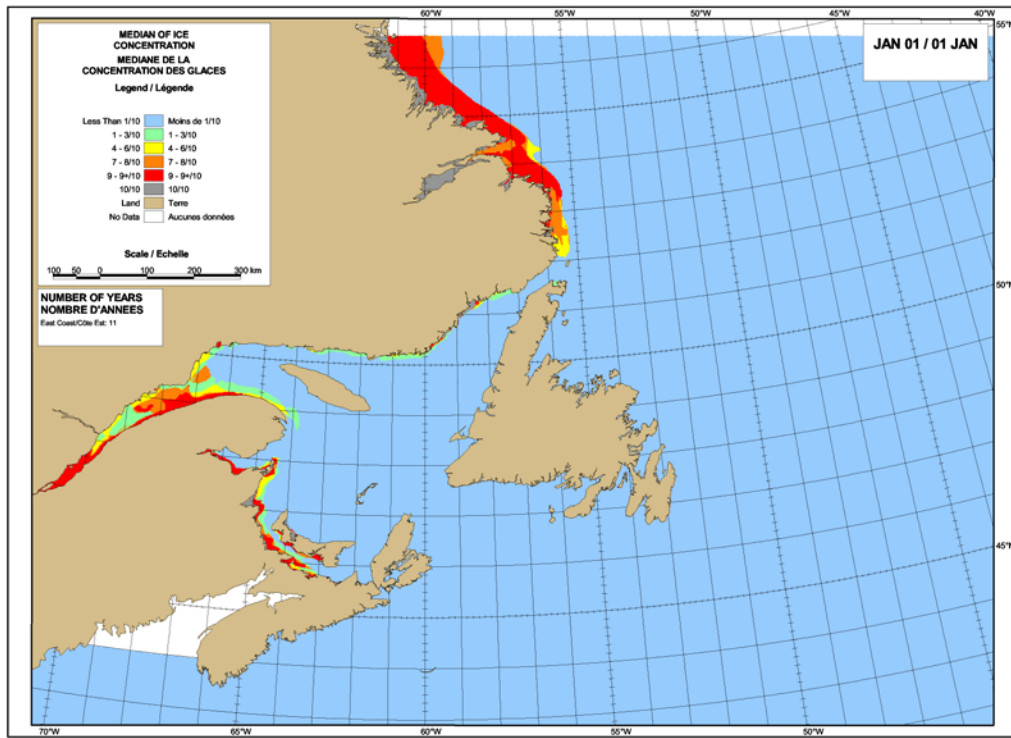 60°W 55°W 50°W 45°W 40°W
55°N
MEDIAN OF ICE
CONCENTRATION
MEDIANE DE LA
CONCENTRATION DES GLACES
Legend / Légende
Less Than 1/10 Moins de 1/10
1 - 3/10 1 - 3/10
4 - 6/10 4 - 6/10
7 - 8/10 7 - 8/10
9 - 9+/10 9 - 9+/10
10/10 10/10
Land Terre
No Data Aucunes données
Scale / Echelle
100 50 0 100 200 300 km
JAN 01 / 01 JAN
NUMBER OF YEARS
NOMBRE D'ANNEES
East Coast/Côte Est: 11
50°N
45°N
70°W 65°W 60°W 55°W 50°W